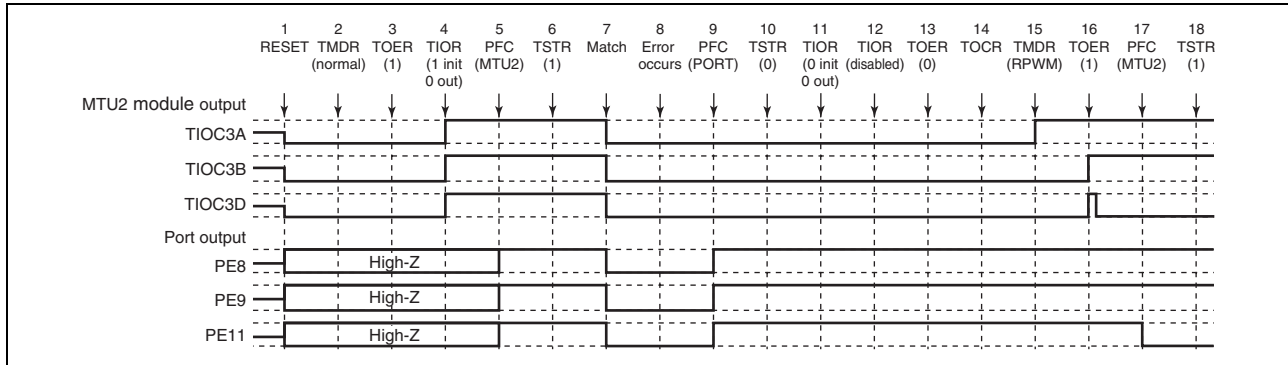 1 2 3 4 5 6 7 8 9 10 11 12 13 14 15 16 17 18
RESET TMDR TOER TIOR PFC TSTR Match Error PFC TSTR TIOR TIOR TOER TOCR TMDR TOER PFC TSTR
(normal) (1) (1 init (MTU2) (1) occurs (PORT) (0) (0 init (disabled) (0) (RPWM) (1) (MTU2) (1)
0 out) 0 out)
MTU2 module output
TIOC3A
TIOC3B
TIOC3D
Port output
PE8 High-Z
PE9 High-Z
PE11 High-Z